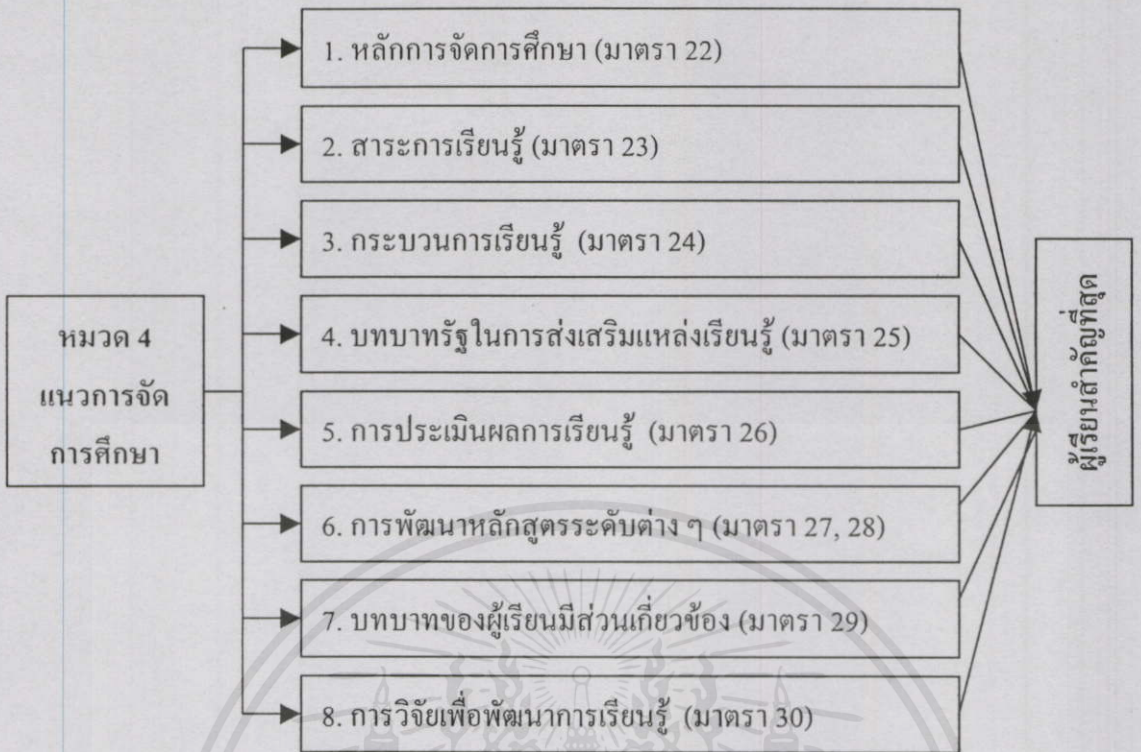 หมวด 4
แนวการจัด
การศึกษา
1. หลักการจัดการศึกษา (มาตรา 22)
2. สาระการเรียนรู้ (มาตรา 23)
3. กระบวนการเรียนรู้ (มาตรา 24)
4. บทบาทรัฐในการส่งเสริมแหล่งเรียนรู้ (มาตรา 25)
5. การประเมินผลการเรียนรู้ (มาตรา 26)
6. การพัฒนาหลักสูตรระดับต่าง ๆ (มาตรา 27, 28)
7. บทบาทของผู้เรียนมีส่วนเกี่ยวข้อง (มาตรา 29)
8. การวิจัยเพื่อพัฒนาการเรียนรู้ (มาตรา 30)
ผู้เรียนสำคัญที่สุด